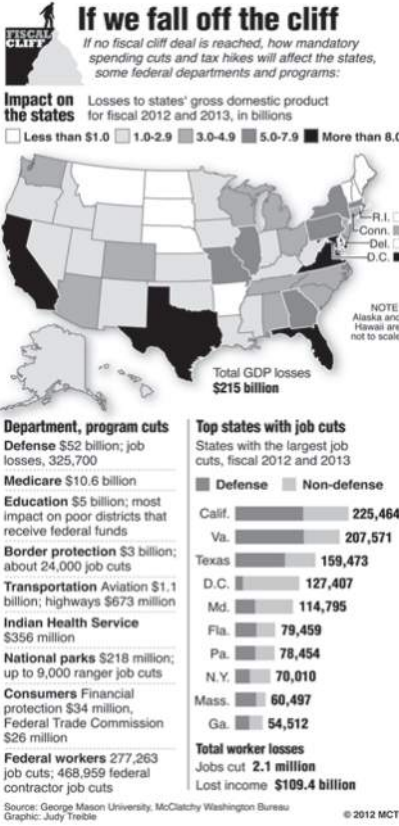 FISCAL
CLIFF
If we fall off the cliff
If no fiscal cliff deal is reached, how mandatory
spending cuts and tax hikes will affect the states,
some federal departments and programs:
Impact on
the states
Losses to states' gross domestic product
for fiscal 2012 and 2013, in billions
Less than $1.0
1.0-2.9
3.0-4.9
5.0-7.9
More than 8.0
R.I.
Conn.
Del.
D.C.
NOTE
Alaska and
Hawaii are
not to scale
Total GDP losses
$215 billion
Department, program cuts
Defense $52 billion; job
losses, 325,700
Medicare $10.6 billion
Education $5 billion; most
impact on poor districts that
receive federal funds
Border protection $3 billion;
about 24,000 job cuts
Transportation Aviation $1.1
billion; highways $673 million
Indian Health Service
$356 million
National parks $218 million;
up to 9,000 ranger job cuts
Consumers Financial
protection $34 million,
Federal Trade Commission
$26 million
Federal workers 277,263
job cuts; 468,959 federal
contractor job cuts
Top states with job cuts
States with the largest job
cuts, fiscal 2012 and 2013
Defense
Non-defense
Calif. 225,464
Va. 207,571
Texas 159,473
D.C. 127,407
Md. 114,795
Fla. 79,459
Pa. 78,454
N.Y. 70,010
Mass. 60,497
Ga. 54,512
Total worker losses
Jobs cut 2.1 million
Lost income $109.4 billion
Source: George Mason University, McClatchy Washington Bureau
Graphic: Judy Treible
© 2012 MCT